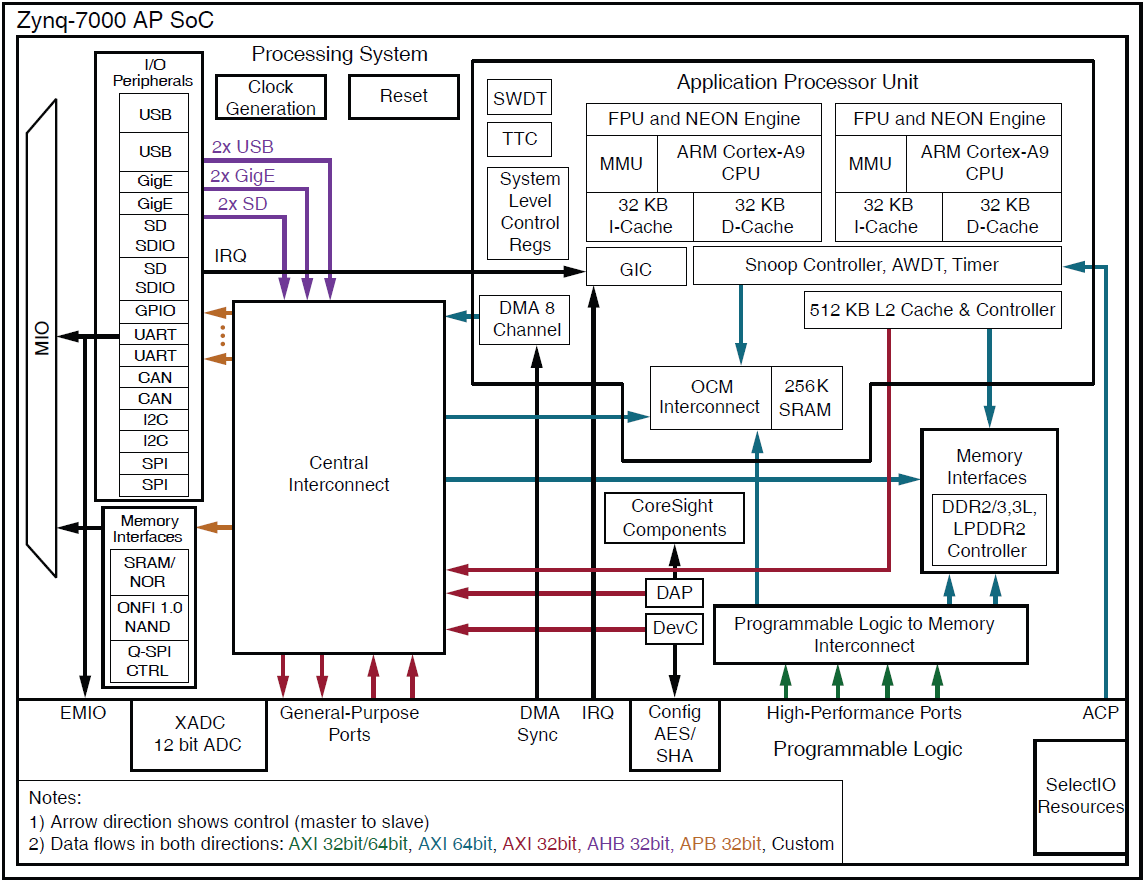 Zynq-7000 AP SoC
Processing System
I/O
Peripherals
USB
USB
GigE
GigE
SD
SDIO
SD
SDIO
GPIO
UART
UART
CAN
CAN
I2C
I2C
SPI
SPI
MIO
Memory
Interfaces
SRAM/
NOR
ONFI 1.0
NAND
Q-SPI
CTRL
Clock
Generation
Reset
2x USB
2x GigE
2x SD
IRQ
Central
Interconnect
Application Processor Unit
SWDT
TTC
System
Level
Control
Regs
FPU and NEON Engine
MMU
ARM Cortex-A9
CPU
32 KB
I-Cache
32 KB
D-Cache
FPU and NEON Engine
MMU
ARM Cortex-A9
CPU
32 KB
I-Cache
32 KB
D-Cache
GIC
Snoop Controller, AWDT, Timer
DMA 8
Channel
512 KB L2 Cache & Controller
OCM
Interconnect
256K
SRAM
Memory
Interfaces
DDR2/3,3L,
LPDDR2
Controller
CoreSight
Components
DAP
DevC
Programmable Logic to Memory
Interconnect
EMIO
XADC
12 bit ADC
General-Purpose
Ports
DMA
Sync
IRQ
Config
AES/
SHA
High-Performance Ports
ACP
Programmable Logic
SelectIO
Resources
Notes:
1) Arrow direction shows control (master to slave)
2) Data flows in both directions: AXI 32bit/64bit, AXI 64bit, AXI 32bit, AHB 32bit, APB 32bit, Custom